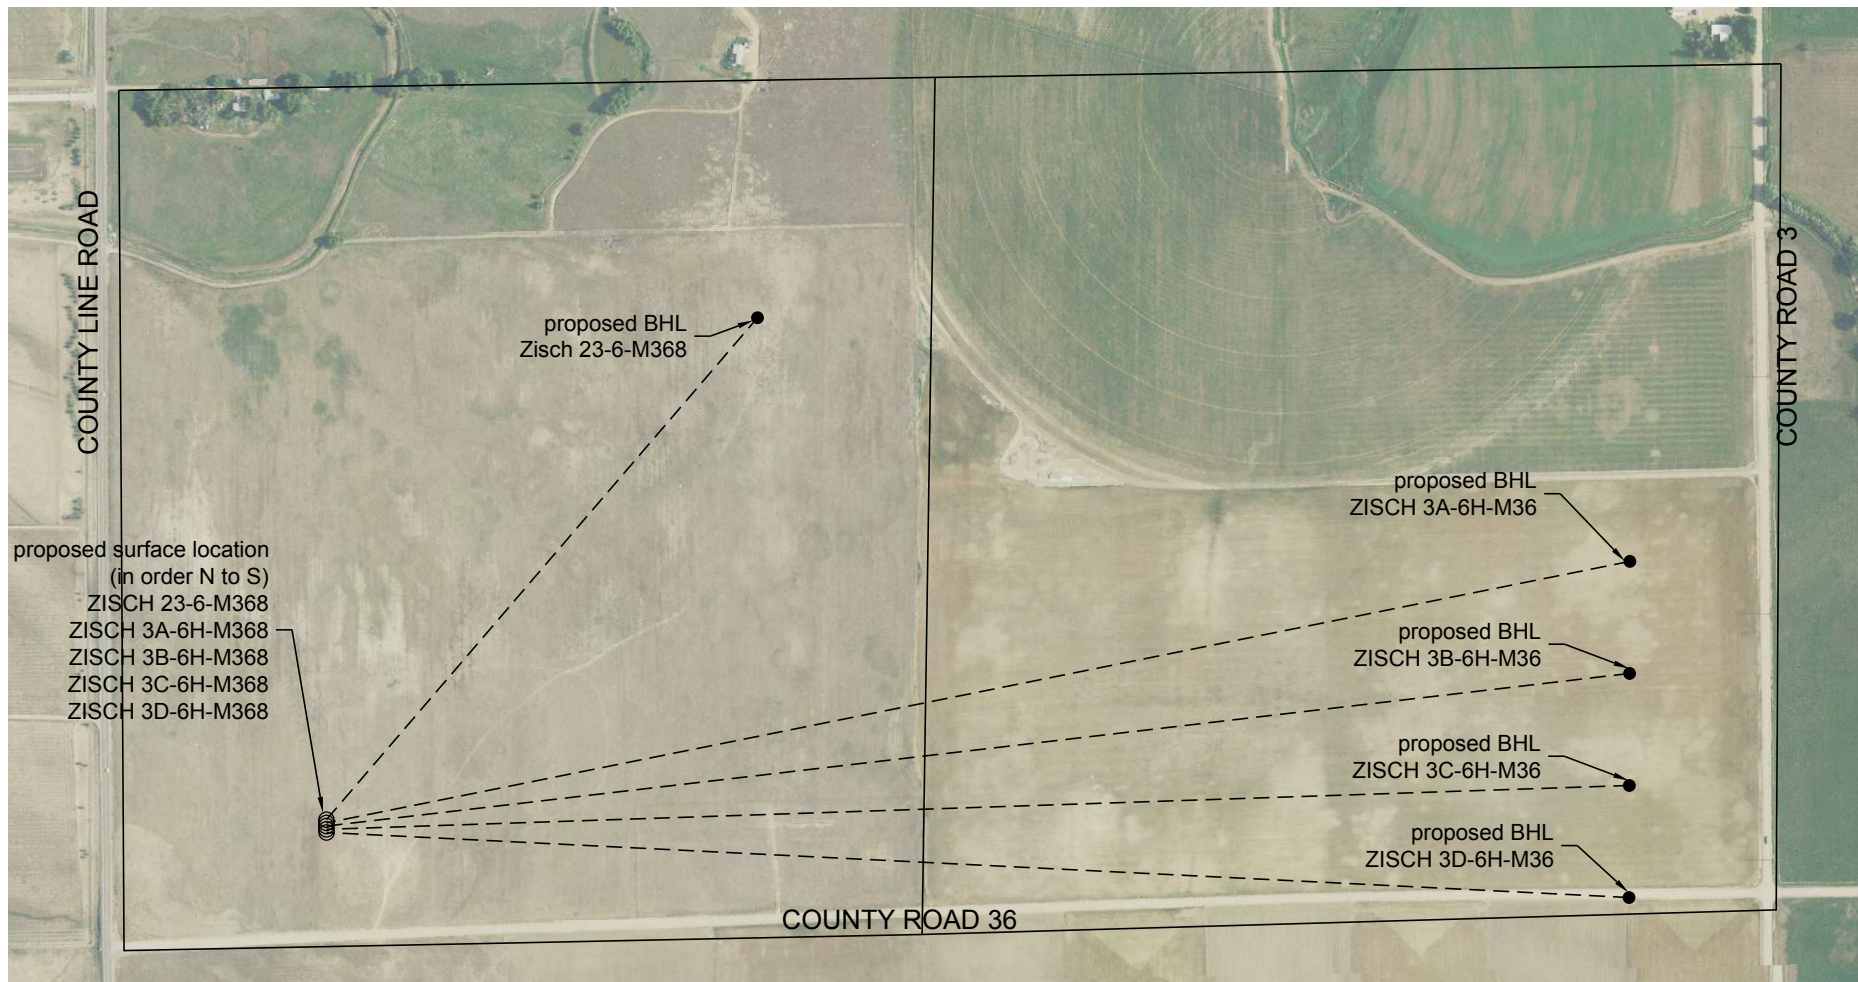 COUNTY LINE ROAD
COUNTY ROAD 3
proposed BHL
Zisch 23-6-M368
proposed BHL
ZISCH 3A-6H-M36
proposed surface location
(in order N to S)
ZISCH 23-6-M368
ZISCH 3A-6H-M368
ZISCH 3B-6H-M368
ZISCH 3C-6H-M368
ZISCH 3D-6H-M368
proposed BHL
ZISCH 3B-6H-M36
proposed BHL
ZISCH 3C-6H-M36
proposed BHL
ZISCH 3D-6H-M36
COUNTY ROAD 36